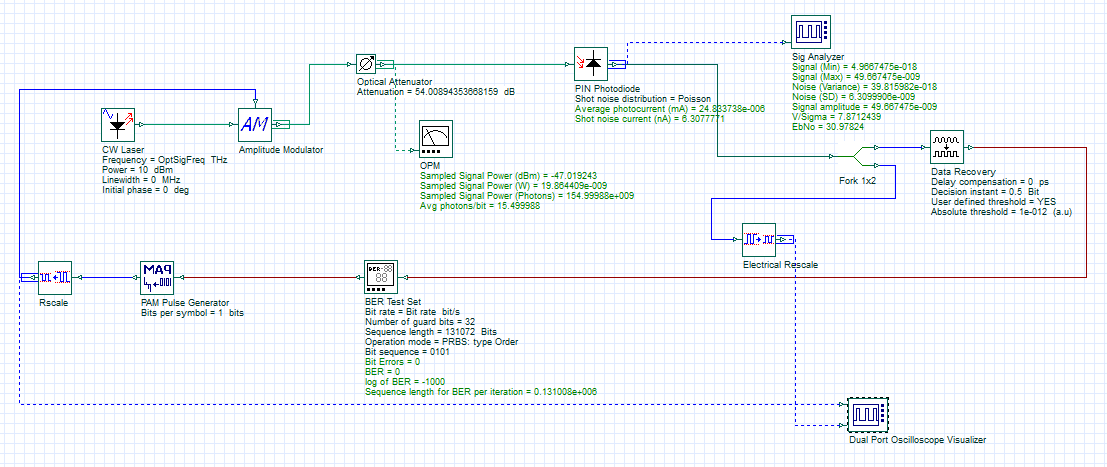 Sig Analyzer
Signal (Min) = 4.9667475e-018
Signal (Max) = 49.667475e-009
Noise (Variance) = 39.815982e-018
Noise (SD) = 6.3099906e-009
Signal amplitude = 49.667475e-009
V/Sigma = 7.8712439
EbNo = 30.97824
Optical Attenuator
Attenuation = 54.00894353668159 dB
PIN Photodiode
Shot noise distribution = Poisson
Average photocurrent (mA) = 24.833738e-006
Shot noise current (nA) = 6.3077771
AM
CW Laser
Frequency = OptSigFreq THz
Power = 10 dBm
Linewidth = 0 MHz
Initial phase = 0 deg
Amplitude Modulator
OPM
Sampled Signal Power (dBm) = -47.019243
Sampled Signal Power (W) = 19.864409e-009
Sampled Signal Power (Photons) = 154.99988e+009
Avg photons/bit = 15.499988
Fork 1x2
Data Recovery
Delay compensation = 0 ps
Decision instant = 0.5 Bit
User defined threshold = YES
Absolute threshold = 1e-012 (a.u)
Electrical Rescale
Rscale
PAM
PAM Pulse Generator
Bits per symbol = 1 bits
BER Test Set
Bit rate = Bit rate bit/s
Number of guard bits = 32
Sequence length = 131072 Bits
Operation mode = PRBS: type Order
Bit sequence = 0101
Bit Errors = 0
BER = 0
log of BER = -1000
Sequence length for BER per iteration = 0.131008e+006
Dual Port Oscilloscope Visualizer